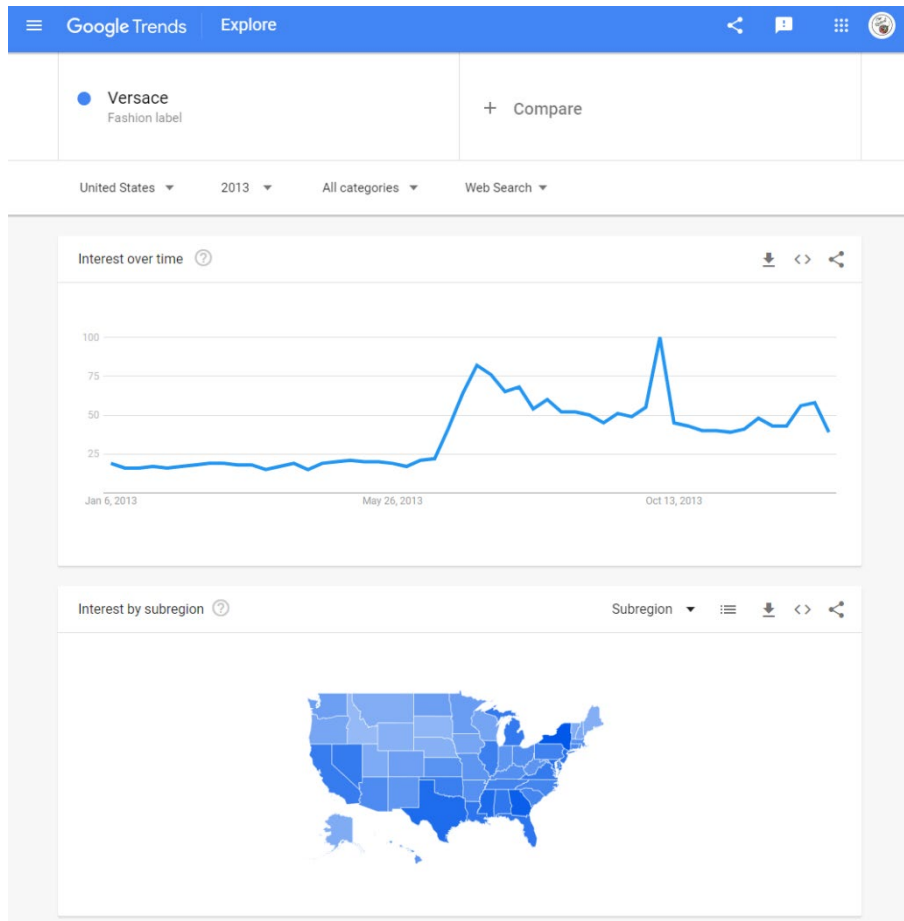 Google Trends Explore
Versace
Fashion label
+ Compare
United States 2013 All categories Web Search
Interest over time ?
100
75
50
25
Jan 6, 2013 May 26, 2013 Oct 13, 2013
Interest by subregion ? Subregion